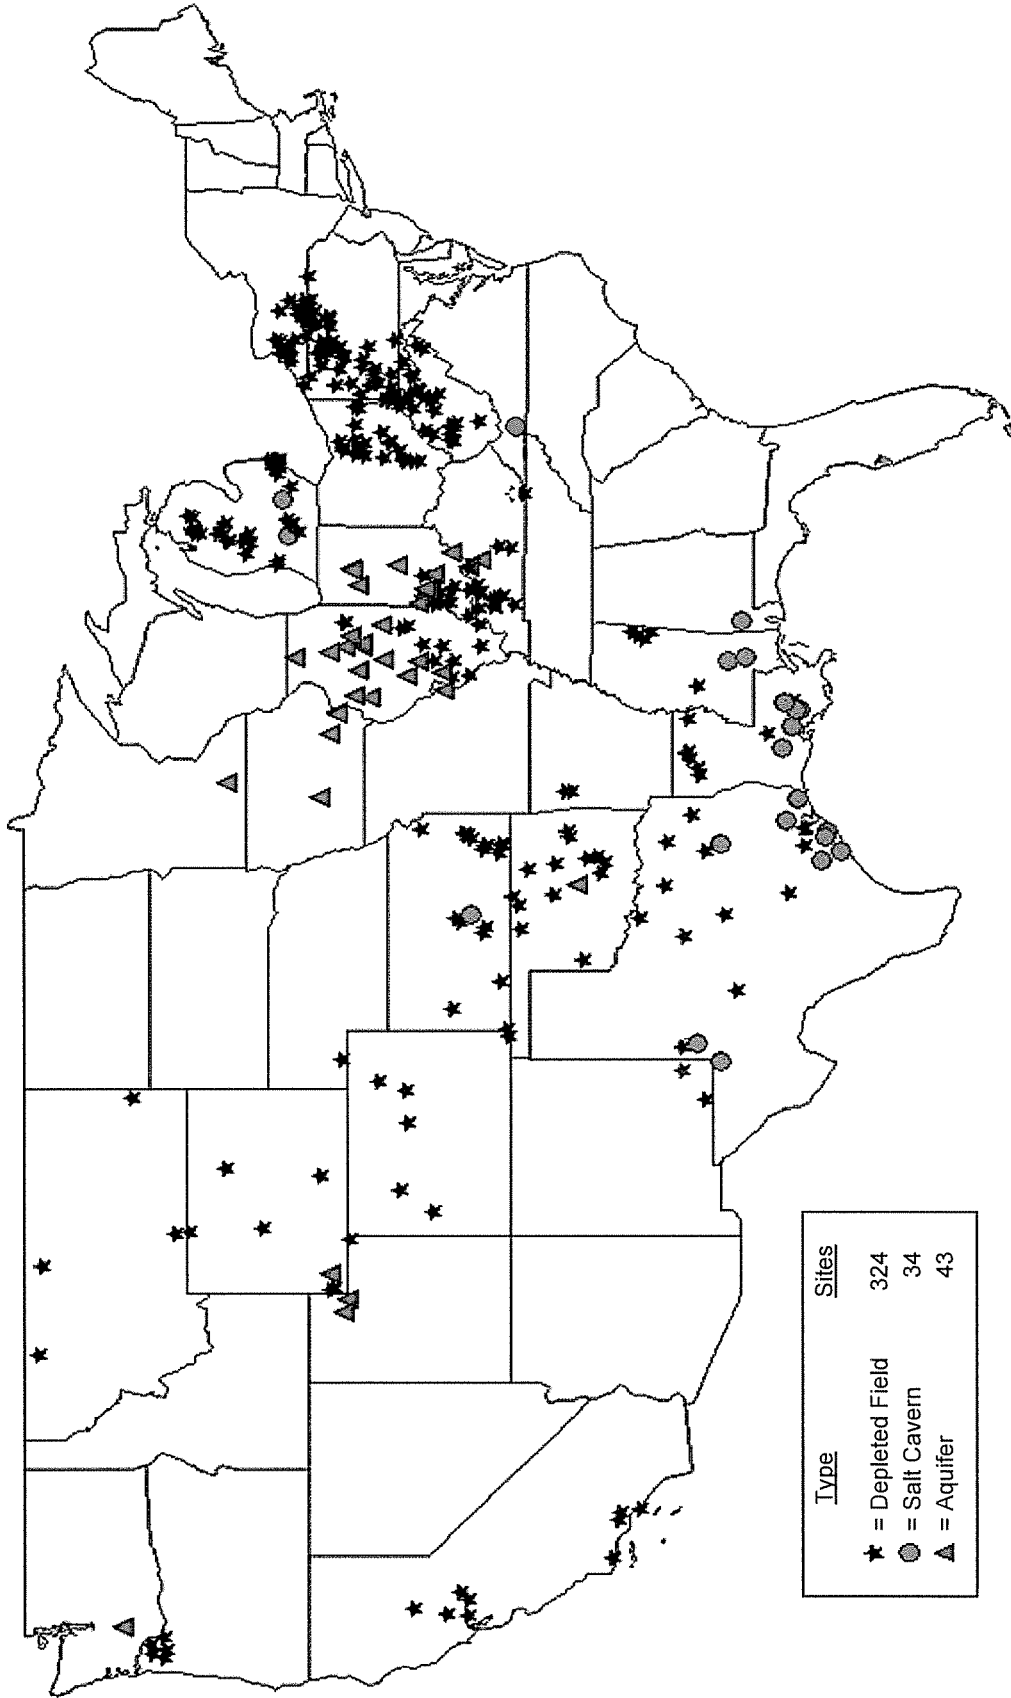 Type Sites
★ = Depleted Field 324
● = Salt Cavern 34
▲ = Aquifer 43